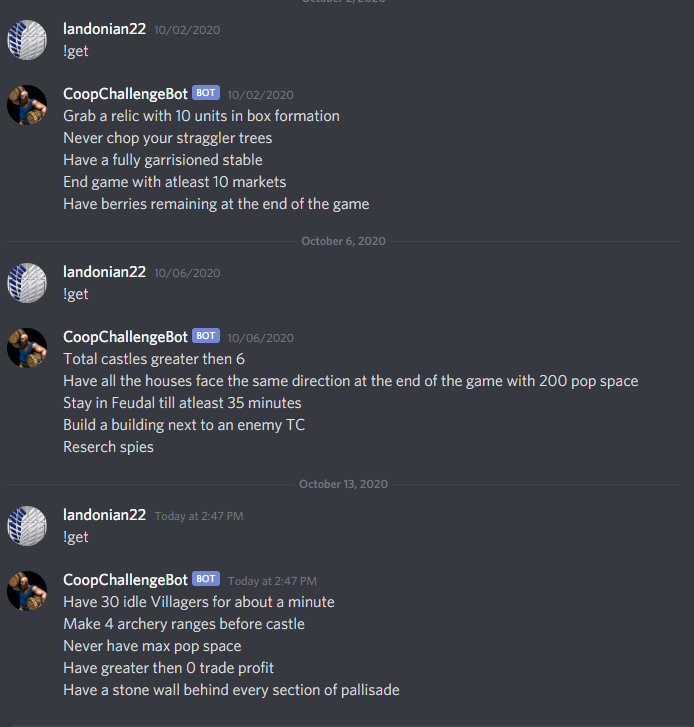 October 2, 2020
landonian22 10/02/2020
!get
CoopChallengeBot BOT 10/02/2020
Grab a relic with 10 units in box formation
Never chop your straggler trees
Have a fully garrisioned stable
End game with atleast 10 markets
Have berries remaining at the end of the game
October 6, 2020
landonian22 10/06/2020
!get
CoopChallengeBot BOT 10/06/2020
Total castles greater then 6
Have all the houses face the same direction at the end of the game with 200 pop space
Stay in Feudal till atleast 35 minutes
Build a building next to an enemy TC
Reserch spies
October 13, 2020
landonian22 Today at 2:47 PM
!get
CoopChallengeBot BOT Today at 2:47 PM
Have 30 idle Villagers for about a minute
Make 4 archery ranges before castle
Never have max pop space
Have greater then 0 trade profit
Have a stone wall behind every section of pallisade